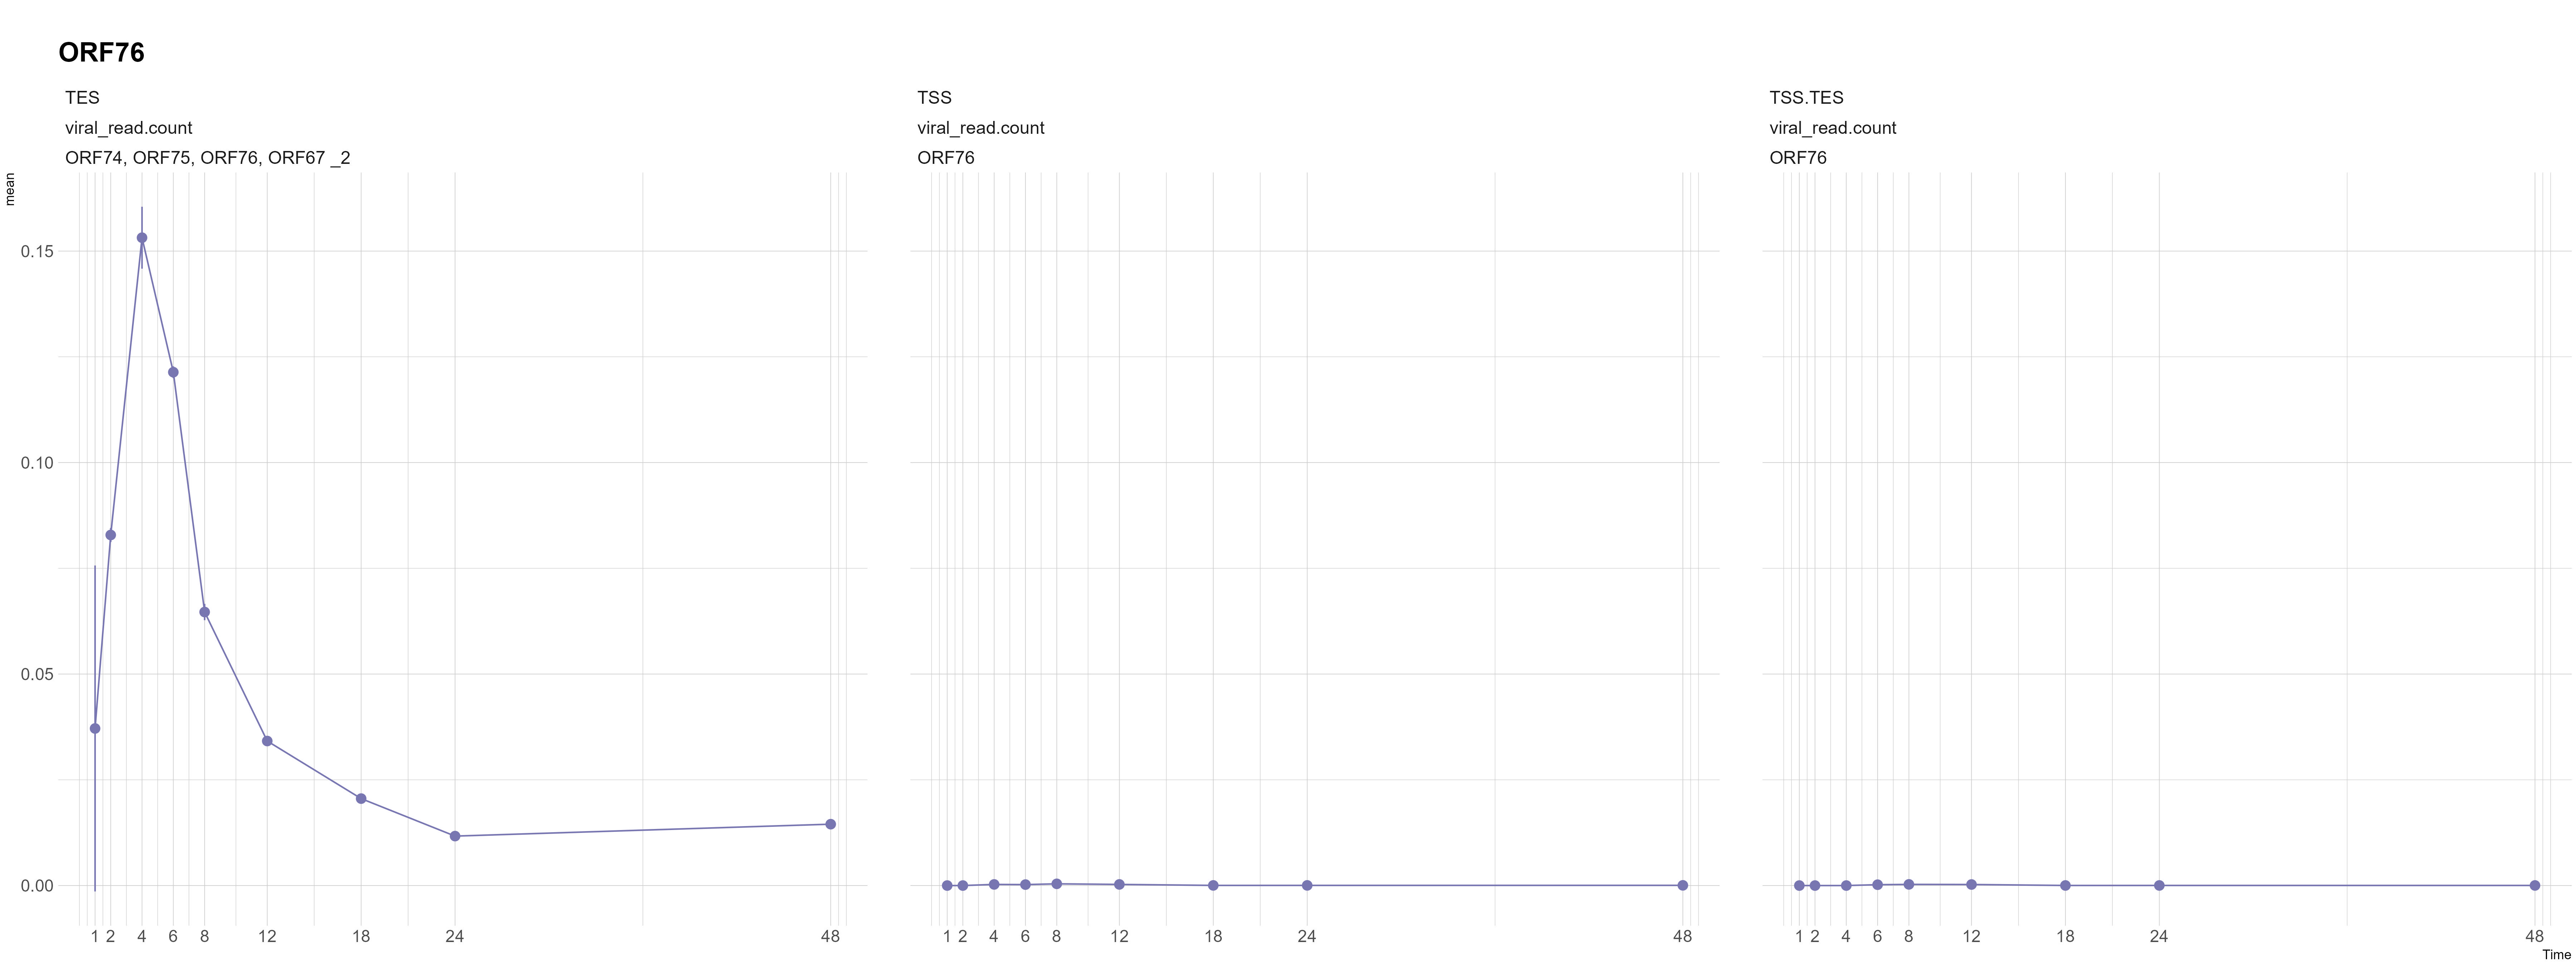 ORF76
TES
viral_read.count
ORF74, ORF75, ORF76, ORF67 _2
TSS
viral_read.count
ORF76
TSS.TES
viral_read.count
ORF76
mean
0.15
0.10
0.05
0.00
1 2 4 6 8 12 18 24 48
1 2 4 6 8 12 18 24 48
1 2 4 6 8 12 18 24 48
Time